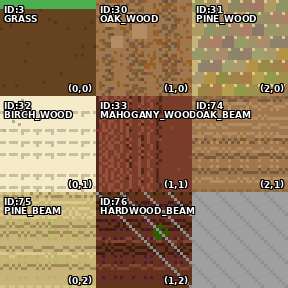 ID:3
GRASS
(0,0)
ID:30
OAK_WOOD
(1,0)
ID:31
PINE_WOOD
(2,0)
ID:32
BIRCH_WOOD
(0,1)
ID:33
MAHOGANY_WOOD
(1,1)
ID:74
OAK_BEAM
(2,1)
ID:75
PINE_BEAM
(0,2)
ID:76
HARDWOOD_BEAM
(1,2)